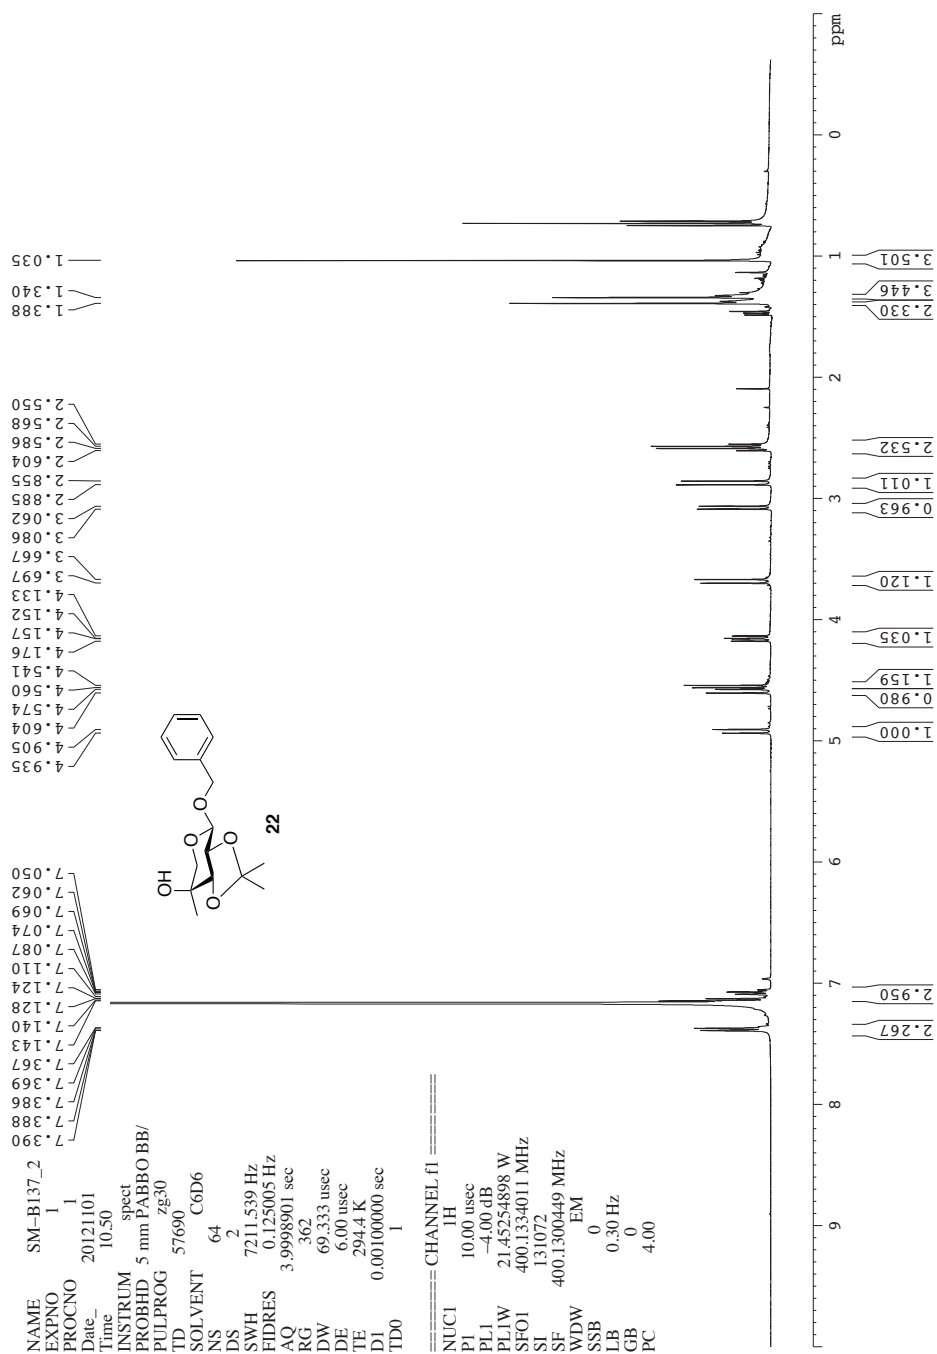 NAME SM-B137_2
EXPNO 1
PROCNO 1
Date_ 20121101
Time 10.50
INSTRUM spect
PROBHD 5 mm PABBO BB/
PULPROG zg30
TD 57690
SOLVENT C6D6
NS 64
DS 2
SWH 7211.539 Hz
FIDRES 0.125005 Hz
AQ 3.9998901 sec
RG 362
DW 69.333 usec
DE 6.00 usec
TE 294.4 K
D1 0.00100000 sec
TD0 1
======== CHANNEL f1 ========
NUC1 1H
P1 10.00 usec
PL1 -4.00 dB
PL1W 21.45254898 W
SFO1 400.1334011 MHz
SI 131072
SF 400.1300449 MHz
WDW EM
SSB 0
LB 0.30 Hz
GB 0
PC 4.00
7.390
7.388
7.386
7.369
7.367
7.143
7.140
7.128
7.124
7.110
7.087
7.074
7.069
7.062
7.050
4.935
4.905
4.604
4.574
4.560
4.541
4.176
4.157
4.152
4.133
3.697
3.667
3.086
3.062
2.885
2.855
2.604
2.586
2.568
2.550
1.388
1.340
1.035
OH
O
O
O
O
22
9 8 7 6 5 4 3 2 1 0 ppm
2.267
2.950
1.000
0.980
1.159
1.035
1.120
0.963
1.011
2.532
2.330
3.446
3.501